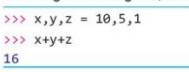 >>> x,y,z = 10,5,1
>>> x+y+z
16